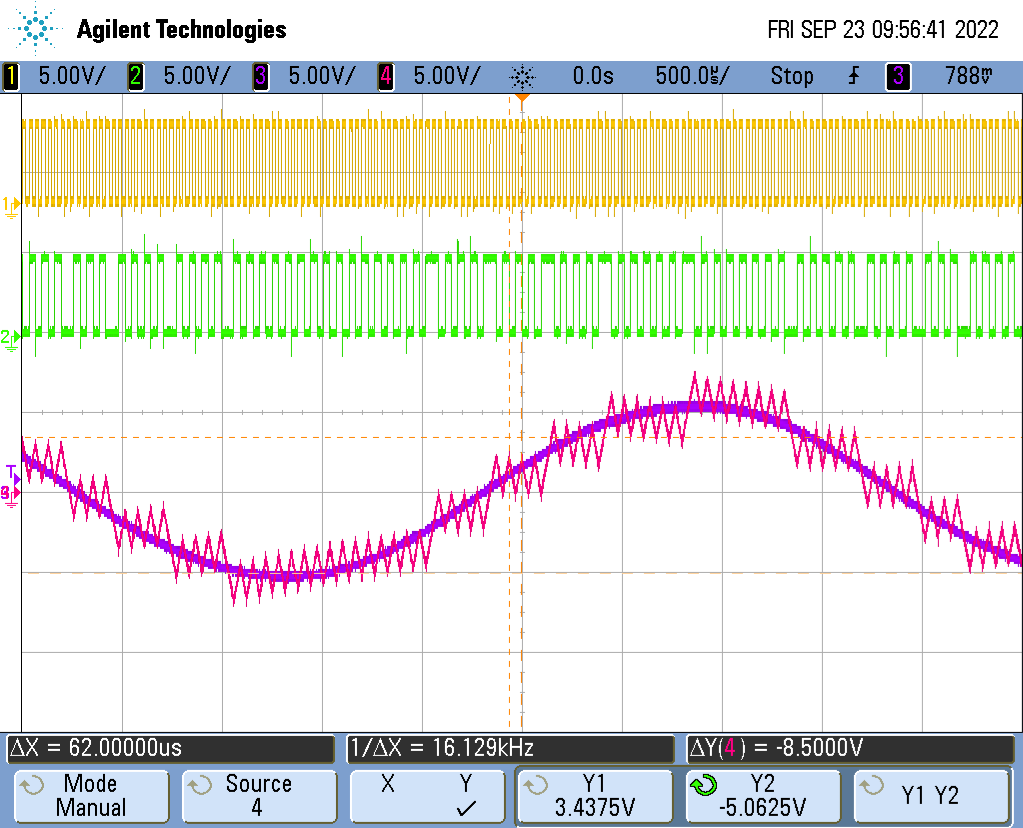 Agilent Technologies
FRI SEP 23 09:56:41 2022
1 5.00V/ 2 5.00V/ 3 5.00V/ 4 5.00V/ 0.0s 500.0µs/ Stop 3 788mV
1
2
T
3
ΔX = 62.00000us 1/ΔX = 16.129kHz ΔY(4) = -8.5000V
Mode Source X Y Y1 Y2 Y1 Y2
Manual 4 ✓ 3.4375V -5.0625V